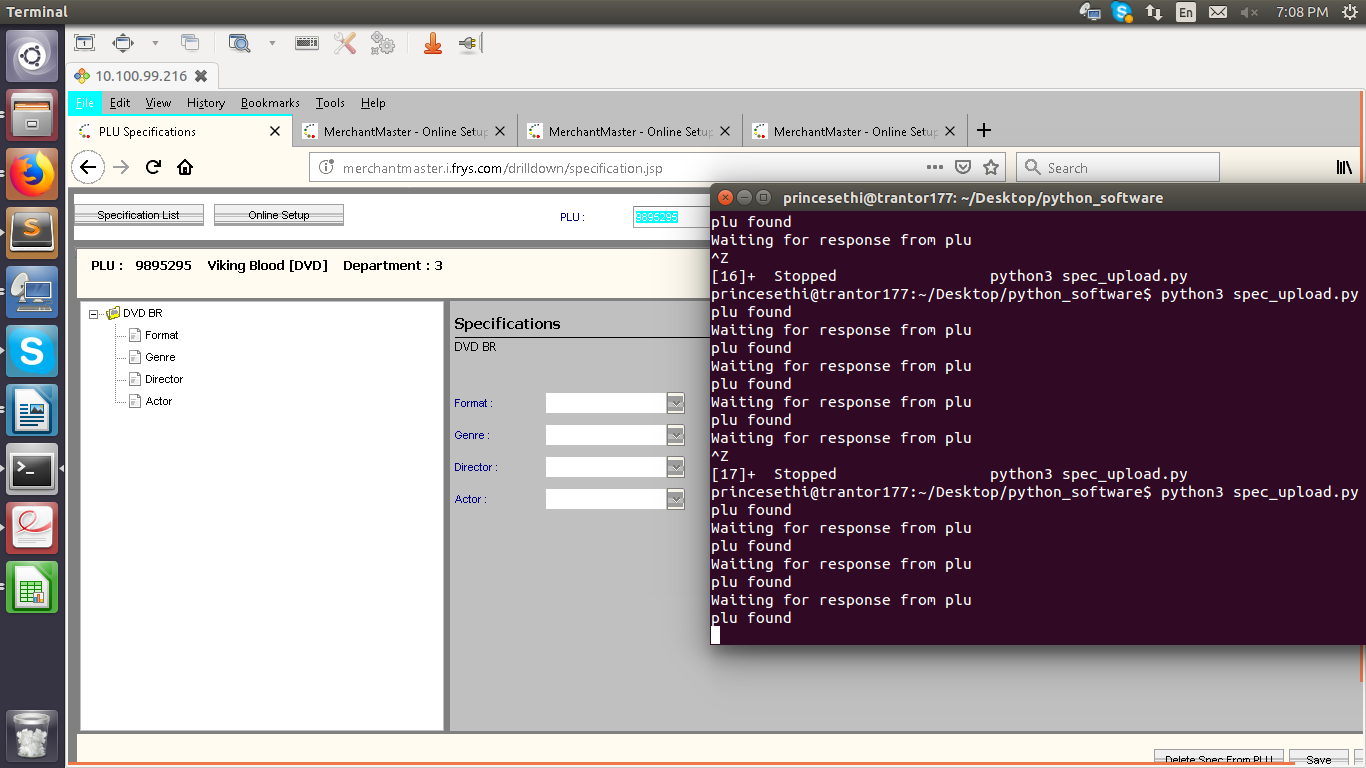 Terminal
En
7:08 PM
10.100.99.216
File Edit View History Bookmarks Tools Help
PLU Specifications
MerchantMaster - Online Setup
MerchantMaster - Online Setup
MerchantMaster - Online Setup
merchantmaster.i.frys.com/drilldown/specification.jsp
Search
Specification List
Online Setup
PLU :
9895295
PLU : 9895295 Viking Blood [DVD] Department : 3
DVD BR
Format
Genre
Director
Actor
Specifications
DVD BR
Format :
Genre :
Director :
Actor :
Delete Spec From PLU
Save
princesethi@trantor177: ~/Desktop/python_software
plu found
Waiting for response from plu
^Z
[16]+ Stopped python3 spec_upload.py
princesethi@trantor177:~/Desktop/python_software$ python3 spec_upload.py
plu found
Waiting for response from plu
plu found
Waiting for response from plu
plu found
Waiting for response from plu
plu found
Waiting for response from plu
^Z
[17]+ Stopped python3 spec_upload.py
princesethi@trantor177:~/Desktop/python_software$ python3 spec_upload.py
plu found
Waiting for response from plu
plu found
Waiting for response from plu
plu found
Waiting for response from plu
plu found